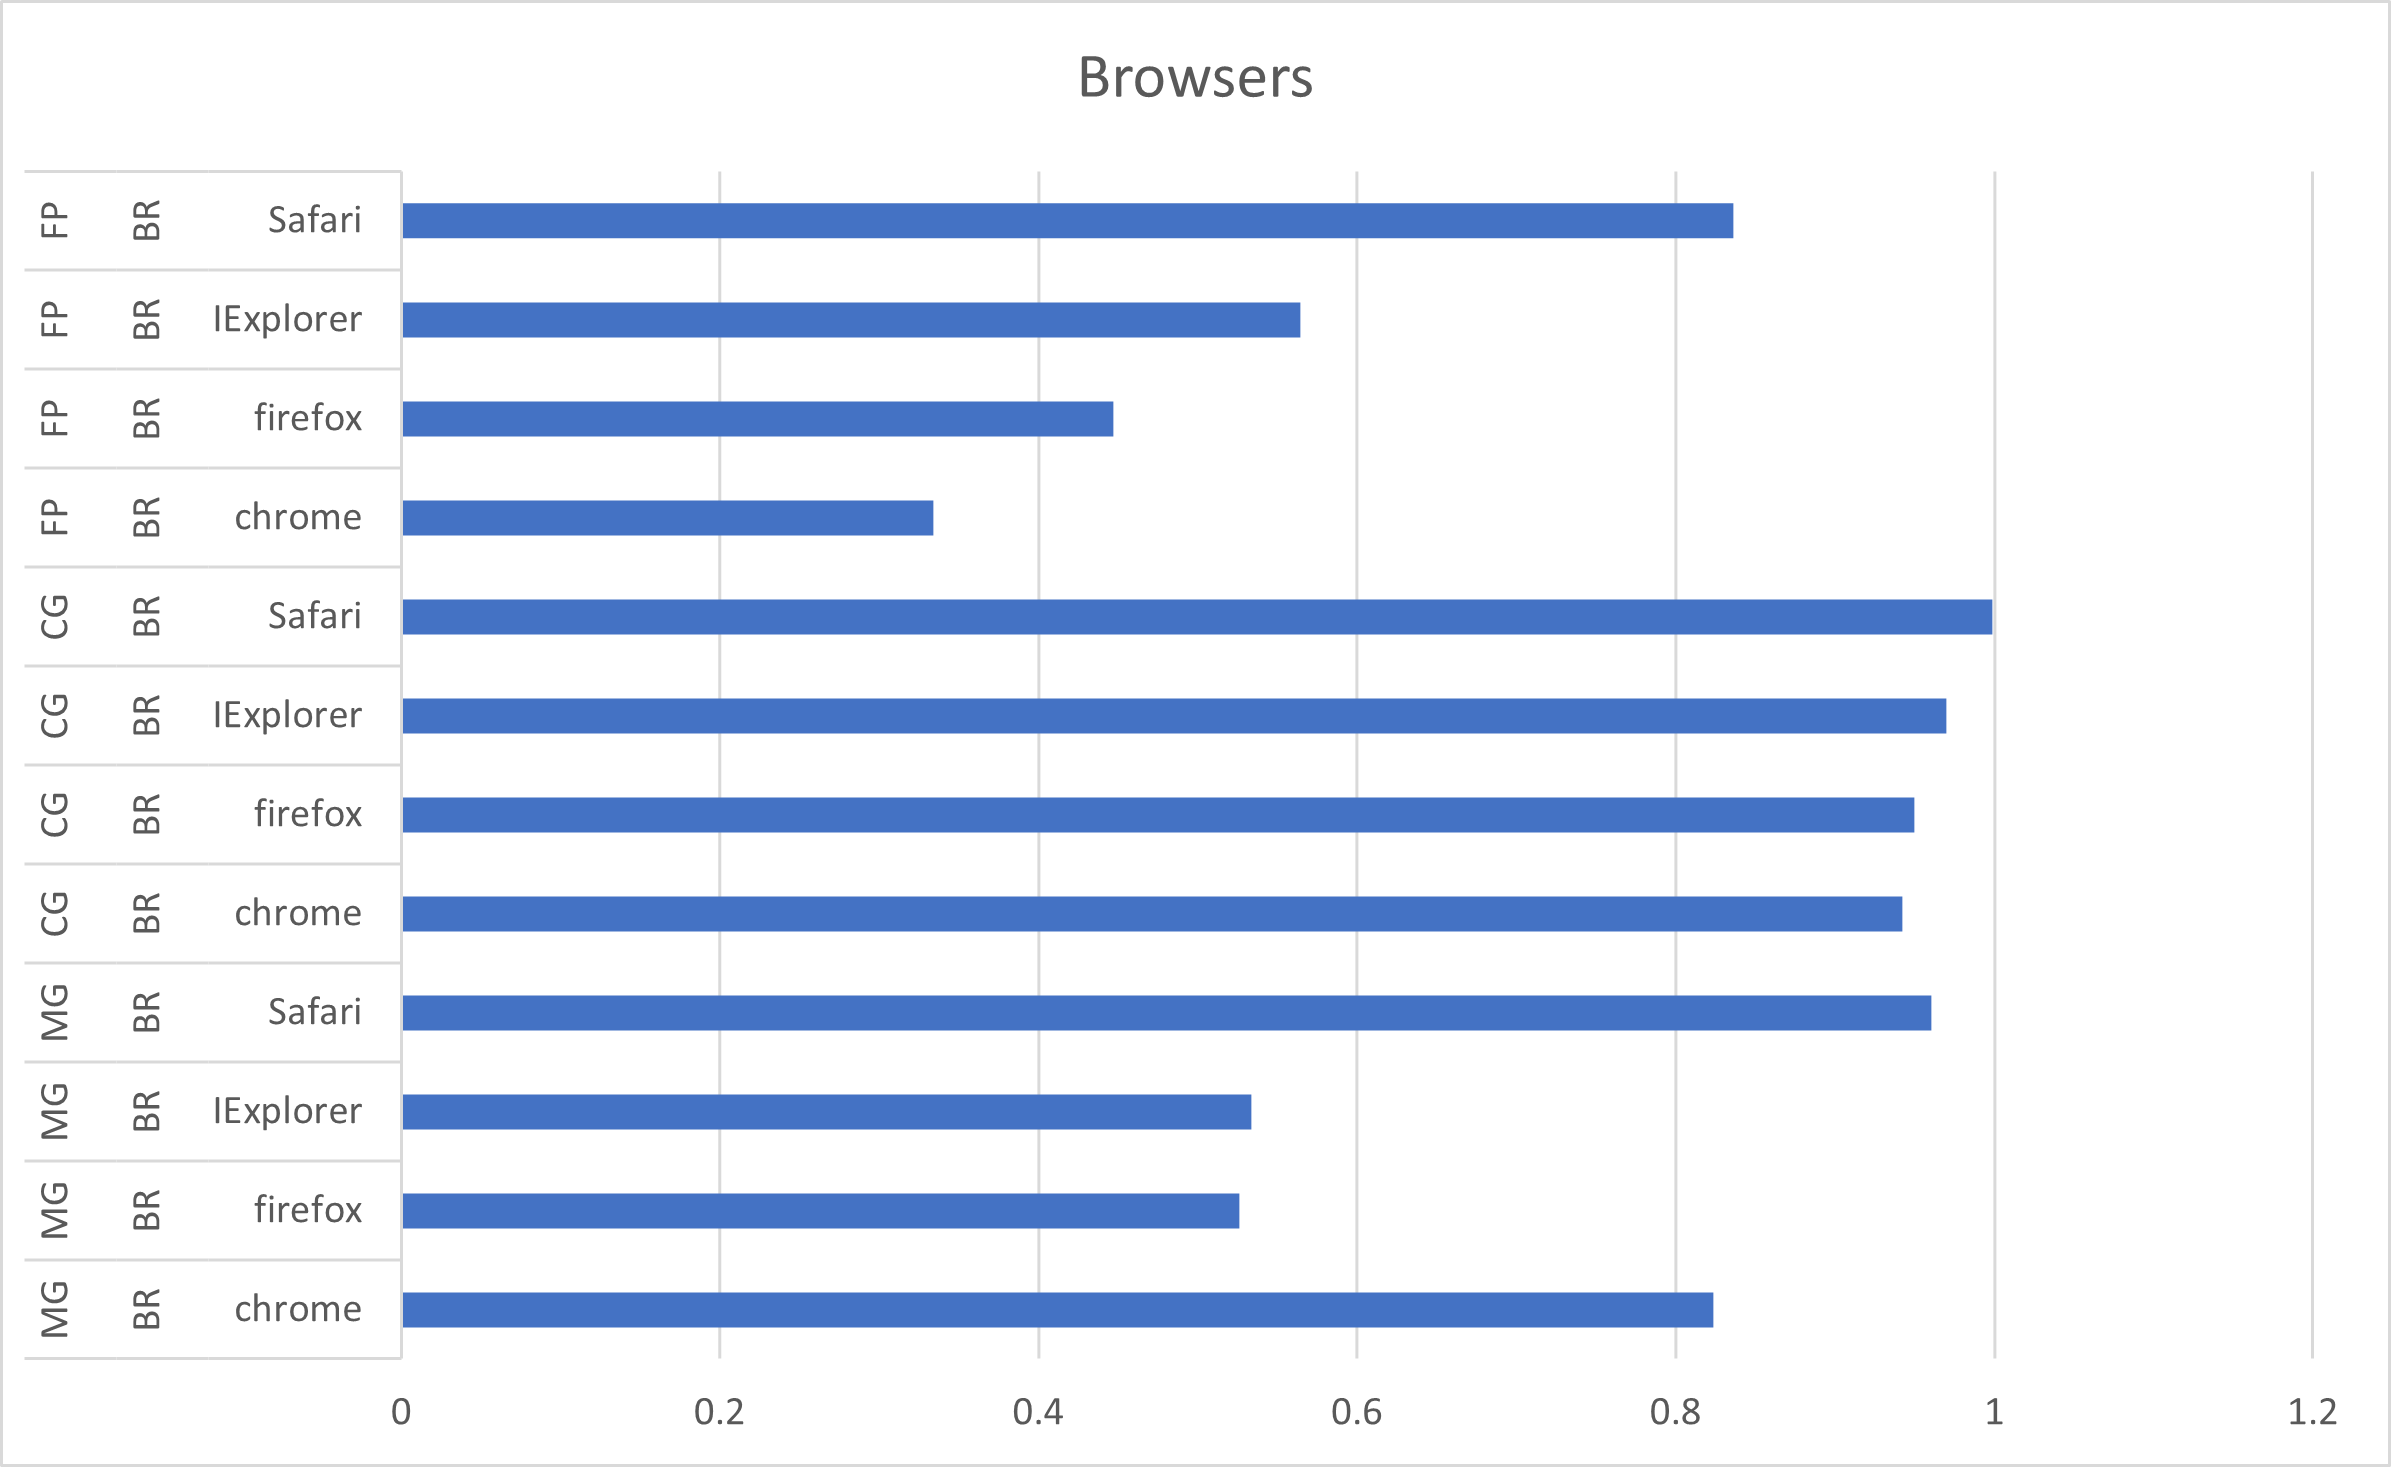 Browsers
FP BR Safari
FP BR IExplorer
FP BR firefox
FP BR chrome
CG BR Safari
CG BR IExplorer
CG BR firefox
CG BR chrome
MG BR Safari
MG BR IExplorer
MG BR firefox
MG BR chrome
0 0.2 0.4 0.6 0.8 1 1.2